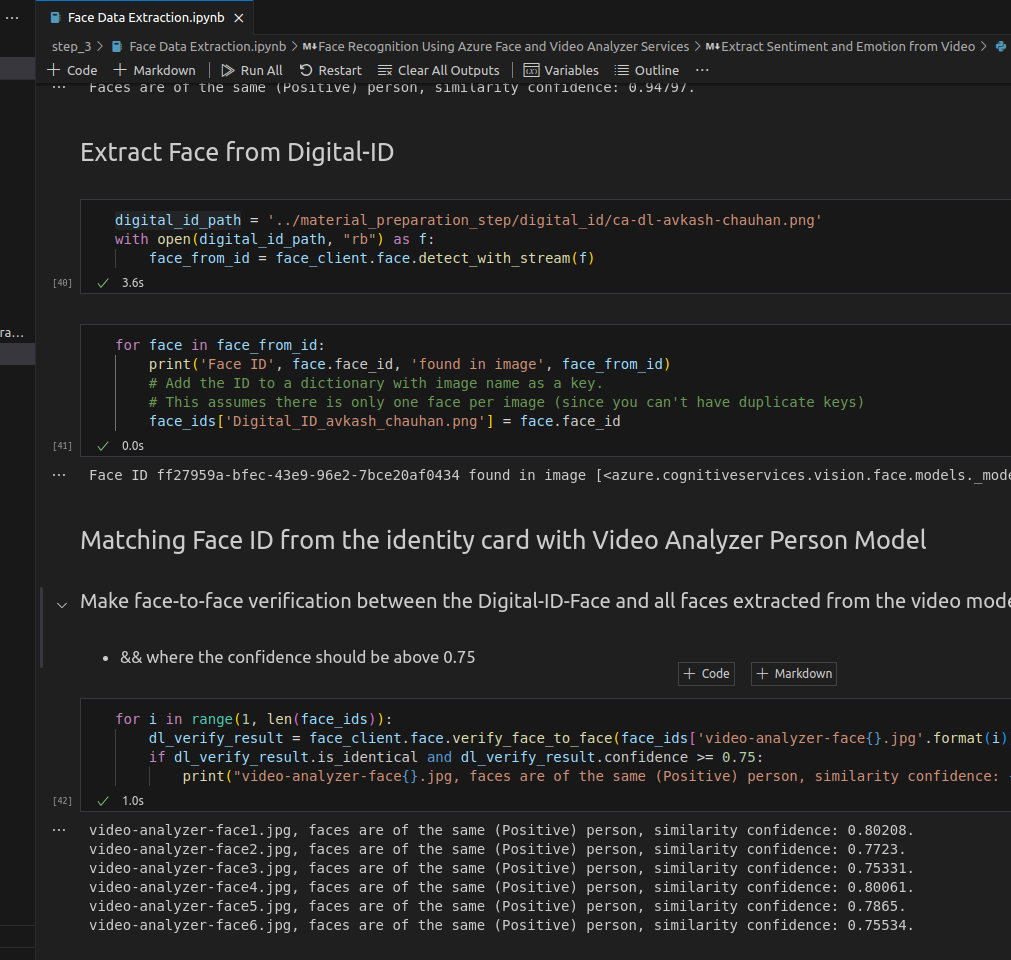 Face Data Extraction.ipynb
step_3 > Face Data Extraction.ipynb > M↓Face Recognition Using Azure Face and Video Analyzer Services > M↓Extract Sentiment and Emotion from Video >
+ Code + Markdown | Run All Restart Clear All Outputs | Variables Outline ...
... Faces are of the same (Positive) person, similarity confidence: 0.94797.
Extract Face from Digital-ID
digital_id_path = '../material_preparation_step/digital_id/ca-dl-avkash-chauhan.png'
with open(digital_id_path, "rb") as f:
    face_from_id = face_client.face.detect_with_stream(f)
[40] ✓ 3.6s
ra...
for face in face_from_id:
    print('Face ID', face.face_id, 'found in image', face_from_id)
    # Add the ID to a dictionary with image name as a key.
    # This assumes there is only one face per image (since you can't have duplicate keys)
    face_ids['Digital_ID_avkash_chauhan.png'] = face.face_id
[41] ✓ 0.0s
... Face ID ff27959a-bfec-43e9-96e2-7bce20af0434 found in image [<azure.cognitiveservices.vision.face.models._mode
Matching Face ID from the identity card with Video Analyzer Person Model
Make face-to-face verification between the Digital-ID-Face and all faces extracted from the video mode
• && where the confidence should be above 0.75
+ Code + Markdown
for i in range(1, len(face_ids)):
    dl_verify_result = face_client.face.verify_face_to_face(face_ids['video-analyzer-face{}.jpg'.format(i)
    if dl_verify_result.is_identical and dl_verify_result.confidence >= 0.75:
        print("video-analyzer-face{}.jpg, faces are of the same (Positive) person, similarity confidence:
[42] ✓ 1.0s
... video-analyzer-face1.jpg, faces are of the same (Positive) person, similarity confidence: 0.80208.
video-analyzer-face2.jpg, faces are of the same (Positive) person, similarity confidence: 0.7723.
video-analyzer-face3.jpg, faces are of the same (Positive) person, similarity confidence: 0.75331.
video-analyzer-face4.jpg, faces are of the same (Positive) person, similarity confidence: 0.80061.
video-analyzer-face5.jpg, faces are of the same (Positive) person, similarity confidence: 0.7865.
video-analyzer-face6.jpg, faces are of the same (Positive) person, similarity confidence: 0.75534.